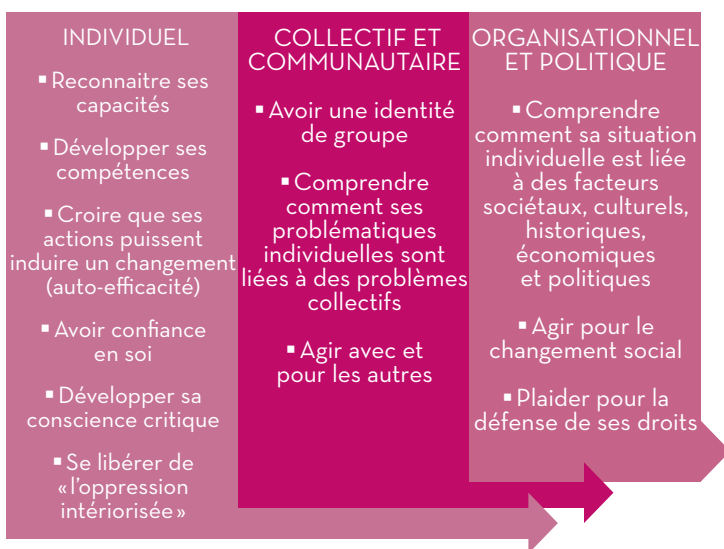 INDIVIDUEL
▪ Reconnaitre ses
capacités
▪ Développer ses
compétences
▪ Croire que ses
actions puissent
induire un changement
(auto-efficacité)
▪ Avoir confiance
en soi
▪ Développer sa
conscience critique
▪ Se libérer de
«l'oppression
intériorisée»
COLLECTIF ET
COMMUNAUTAIRE
▪ Avoir une identité
de groupe
▪ Comprendre
comment ses
problématiques
individuelles sont
liées à des problèmes
collectifs
▪ Agir avec et
pour les autres
ORGANISATIONNEL
ET POLITIQUE
▪ Comprendre
comment sa situation
individuelle est liée
à des facteurs
sociétaux, culturels,
historiques,
économiques
et politiques
▪ Agir pour le
changement social
▪ Plaider pour la
défense de ses droits